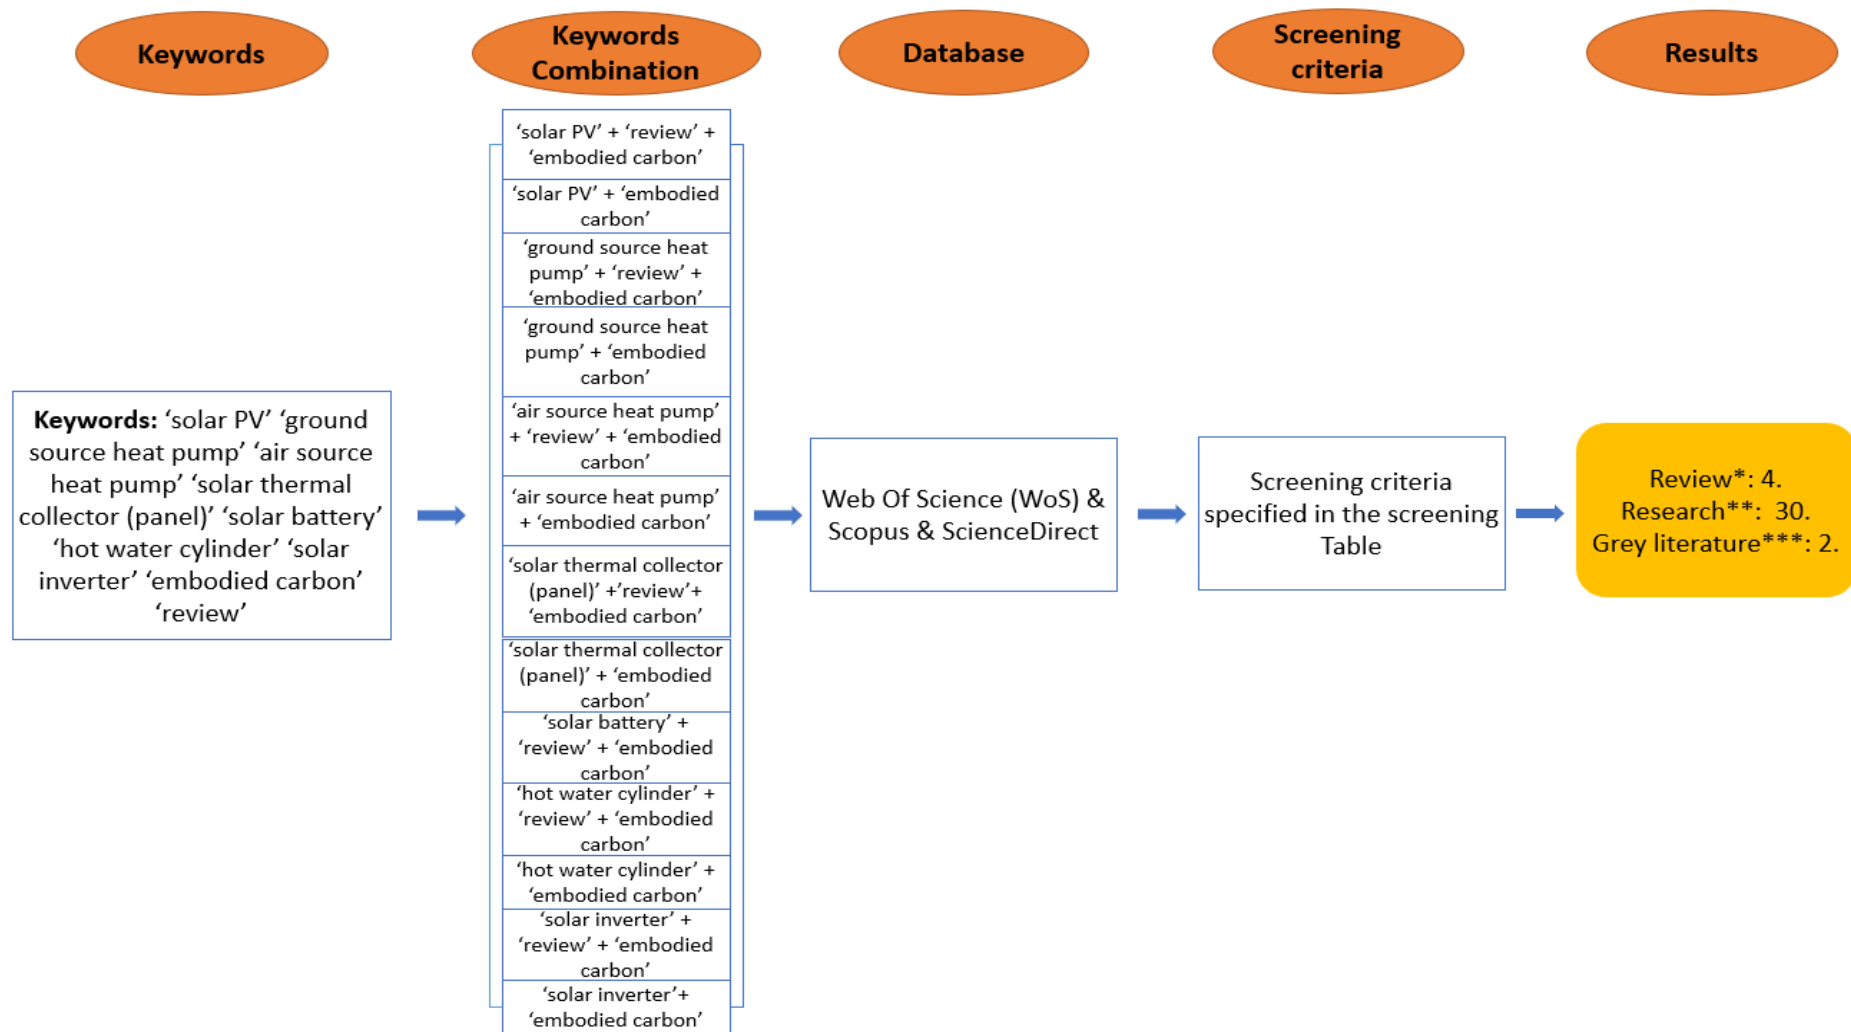 Keywords
Keywords
Combination
Database
Screening
criteria
Results
Keywords: ‘solar PV’ ‘ground
source heat pump’ ‘air source
heat pump’ ‘solar thermal
collector (panel)’ ‘solar battery’
‘hot water cylinder’ ‘solar
inverter’ ‘embodied carbon’
‘review’
‘solar PV’ + ‘review’ +
‘embodied carbon’
‘solar PV’ + ‘embodied
carbon’
‘ground source heat
pump’ + ‘review’ +
‘embodied carbon’
‘ground source heat
pump’ + ‘embodied
carbon’
‘air source heat pump’
+ ‘review’ + ‘embodied
carbon’
‘air source heat pump’
+ ‘embodied carbon’
‘solar thermal collector
(panel)’ +’review’+
‘embodied carbon’
‘solar thermal collector
(panel)’ + ‘embodied
carbon’
‘solar battery’ +
‘review’ + ‘embodied
carbon’
‘hot water cylinder’ +
‘review’ + ‘embodied
carbon’
‘hot water cylinder’ +
‘embodied carbon’
‘solar inverter’ +
‘review’ + ‘embodied
carbon’
‘solar inverter’+
‘embodied carbon’
Web Of Science (WoS) &
Scopus & ScienceDirect
Screening criteria
specified in the screening
Table
Review*: 4.
Research**: 30.
Grey literature***: 2.